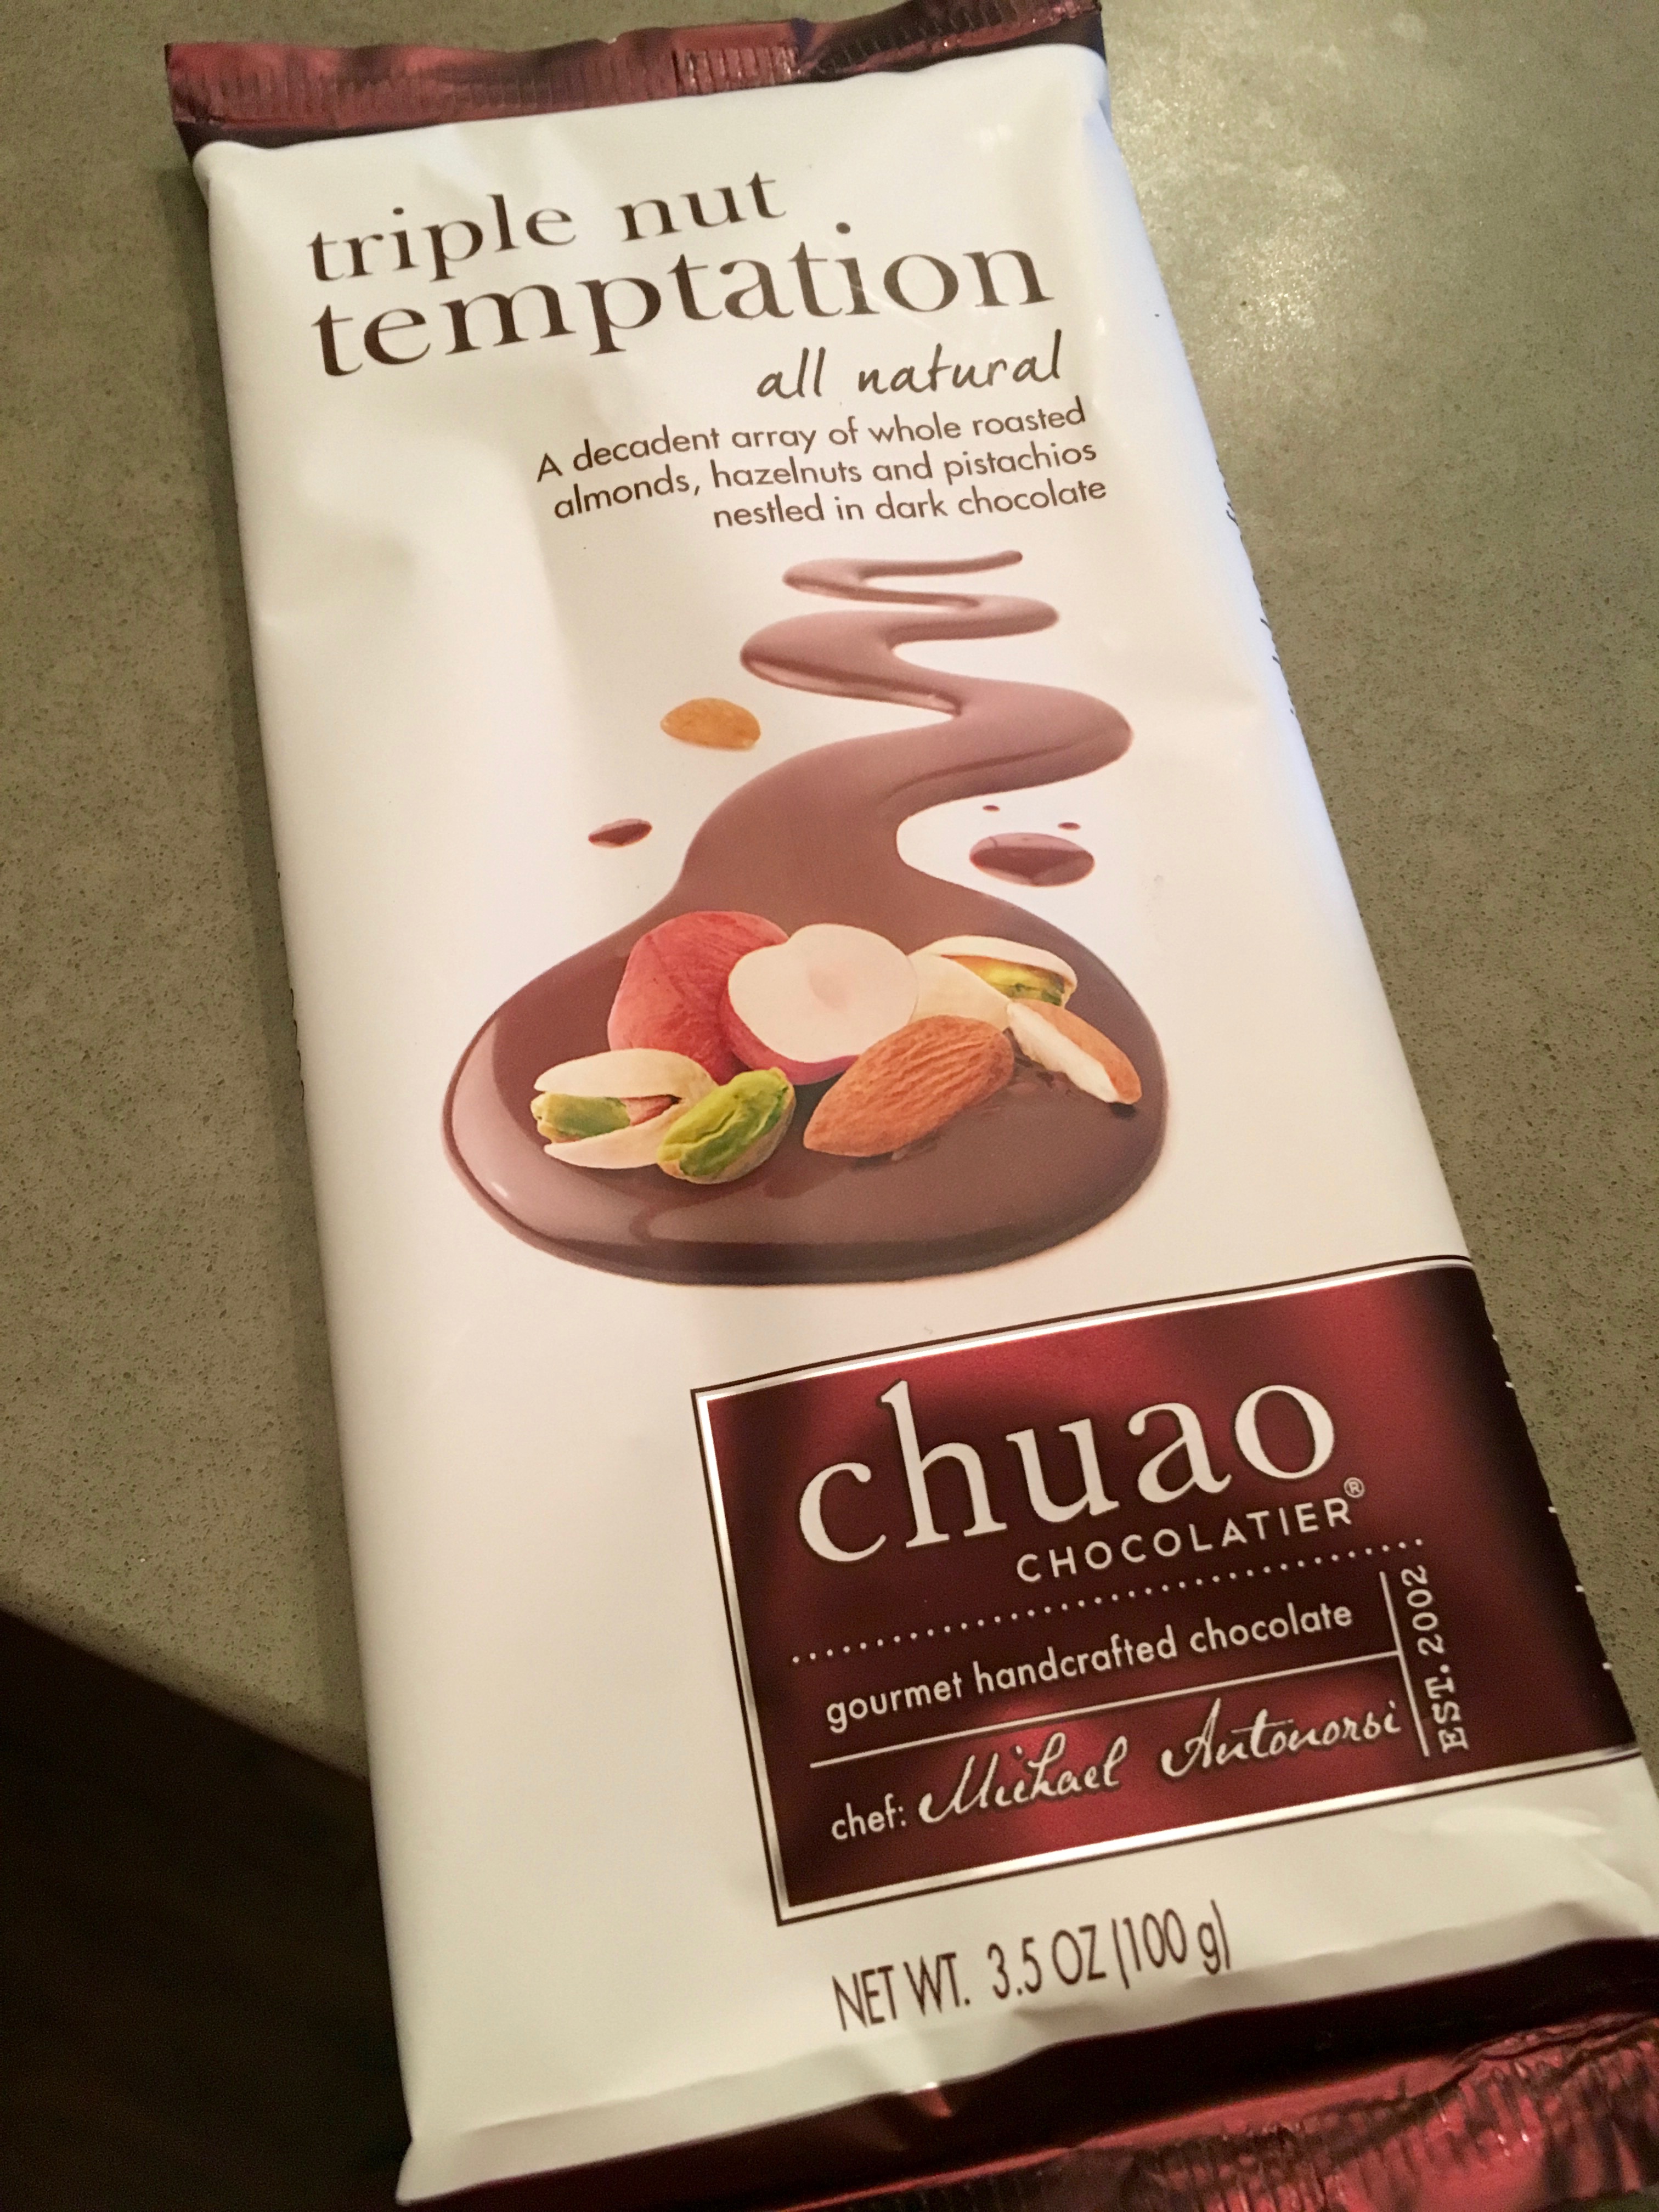 triple nut
temptation
all natural
A decadent array of whole roasted
almonds, hazelnuts and pistachios
nestled in dark chocolate
chuao
CHOCOLATIER®
gourmet handcrafted chocolate
EST. 2002
chef: Michael Antonorsi
NET WT. 3.5 OZ (100 g)